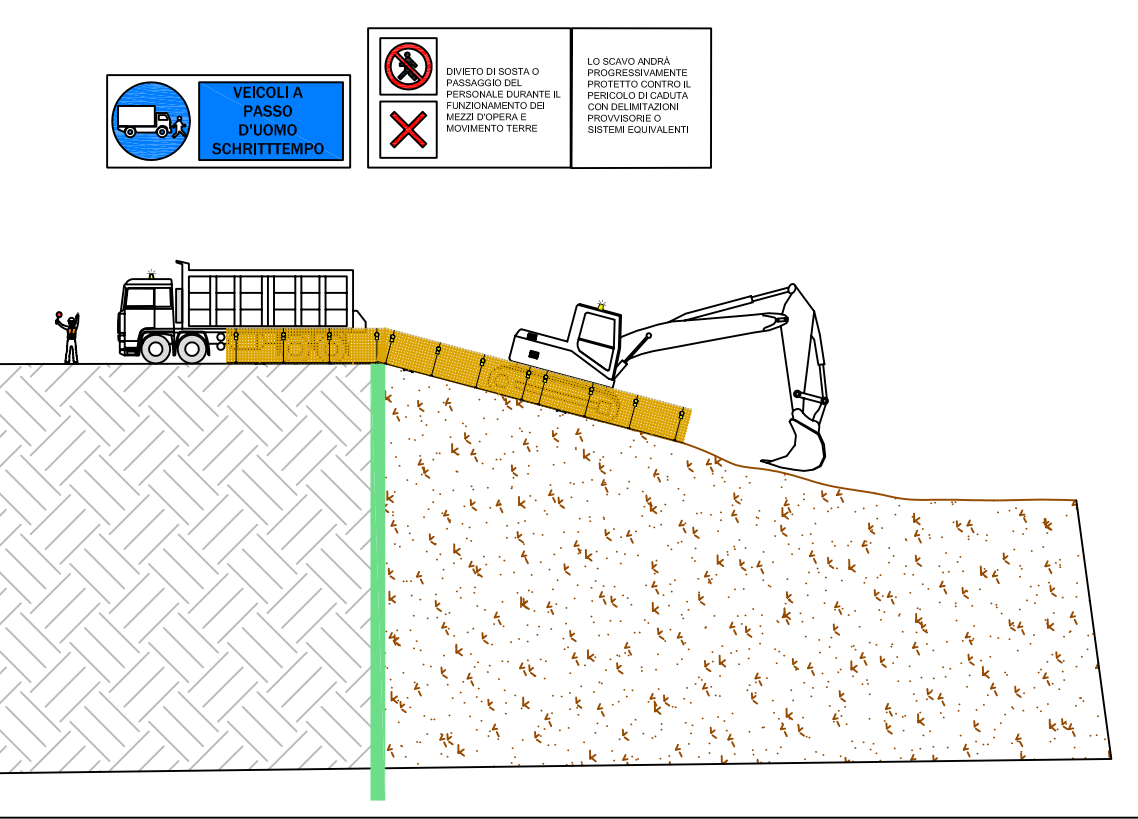 VEICOLI A
PASSO
D'UOMO
SCHRITTTEMPO
DIVIETO DI SOSTA O
PASSAGGIO DEL
PERSONALE DURANTE IL
FUNZIONAMENTO DEI
MEZZI D'OPERA E
MOVIMENTO TERRE
LO SCAVO ANDRÀ
PROGRESSIVAMENTE
PROTETTO CONTRO IL
PERICOLO DI CADUTA
CON DELIMITAZIONI
PROVVISORIE O
SISTEMI EQUIVALENTI